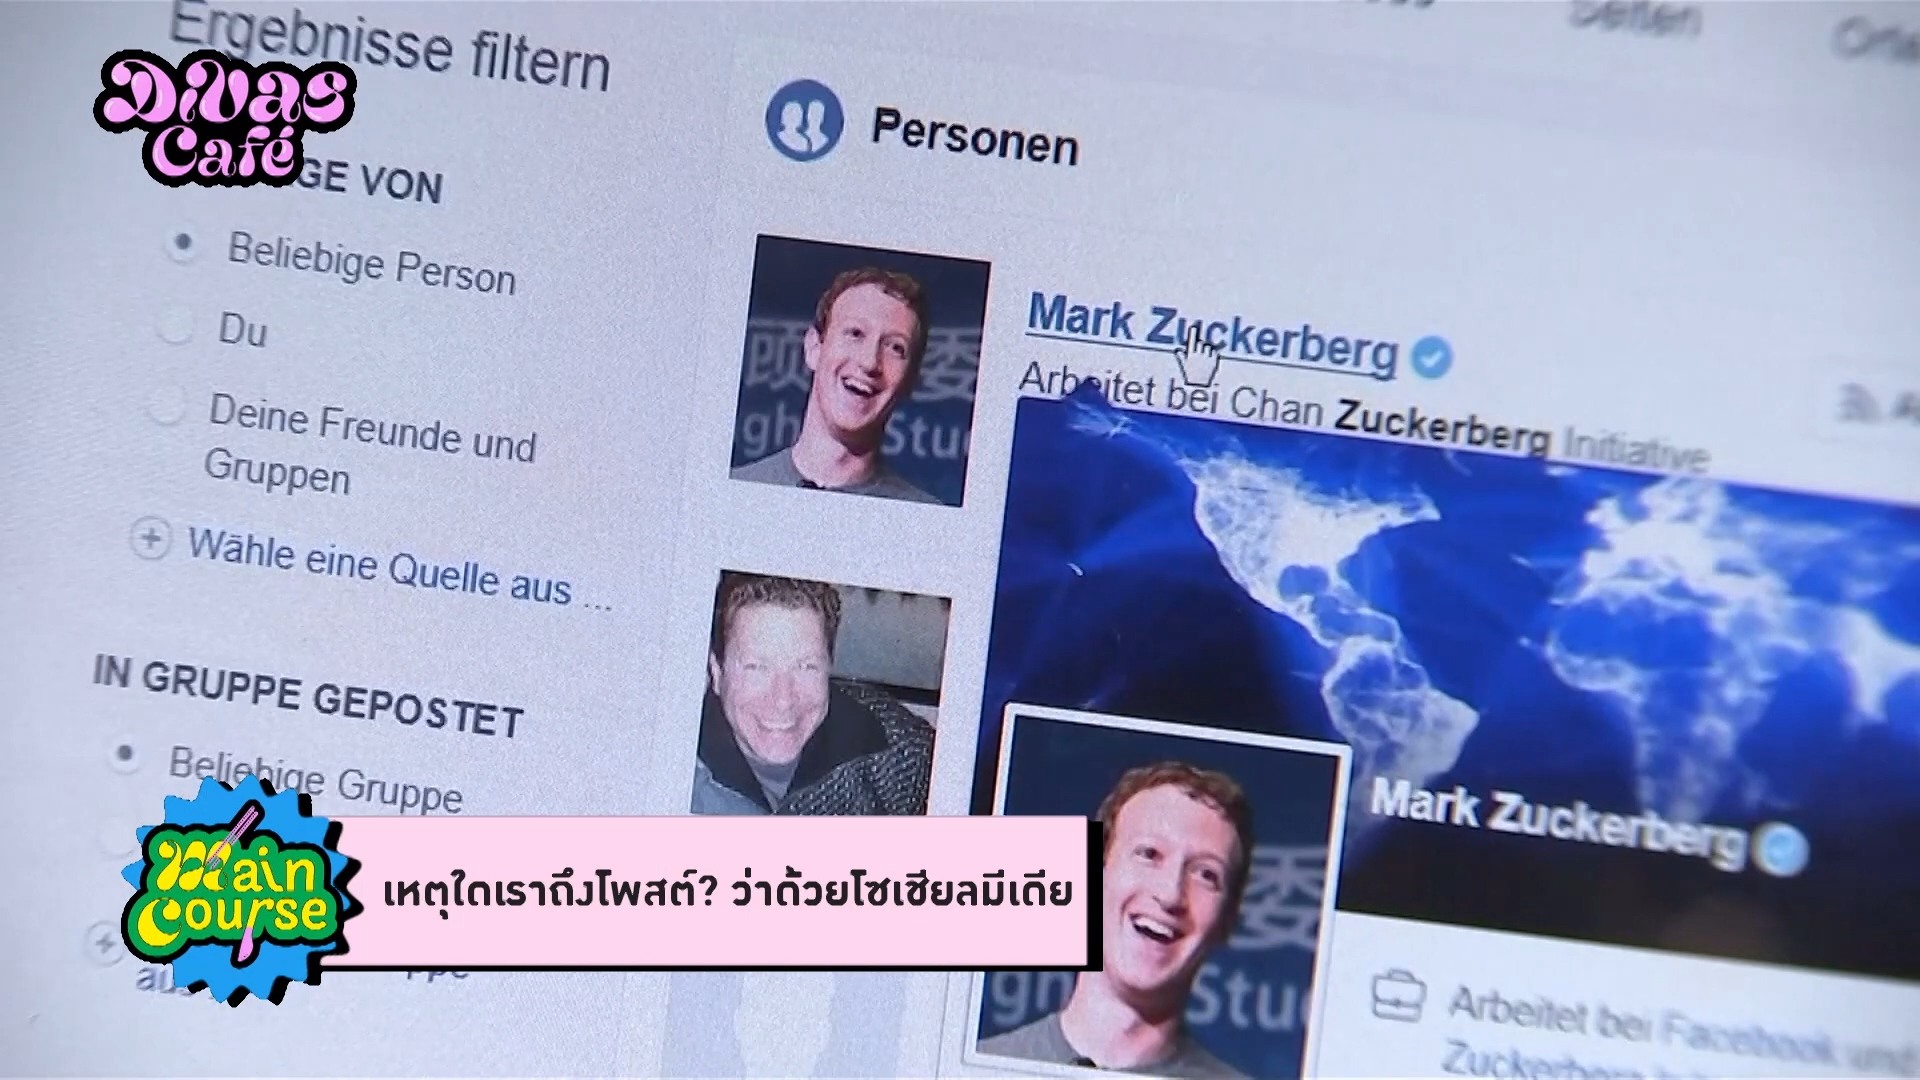 Ergebnisse filtern
Seiten
Divas
Café
GE VON
Personen
Beliebige Person
Du
Deine Freunde und
Gruppen
Wähle eine Quelle aus ...
Mark Zuckerberg
Arbeitet bei Chan Zuckerberg Initiative
IN GRUPPE GEPOSTET
Beliebige Gruppe
Mark Zuckerberg
Main
Course
เหตุใดเราถึงโพสต์? ว่าด้วยโซเชียลมีเดีย
Arbeitet bei Facebook und
Zuckerberg